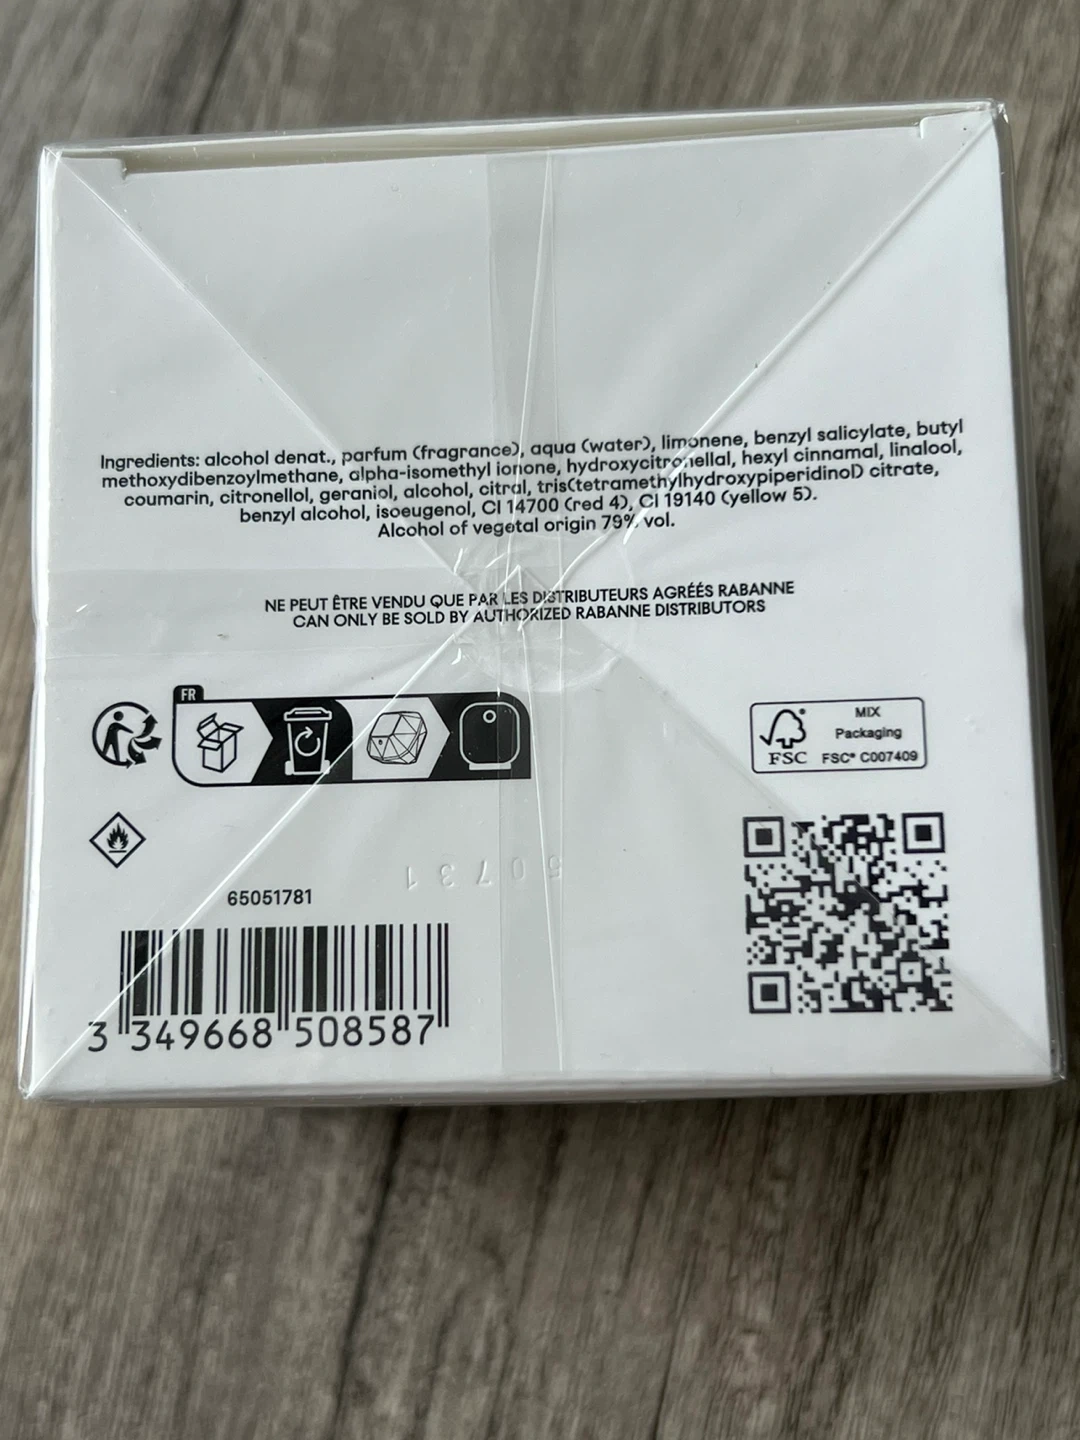 Ingredients: alcohol denat., parfum (fragrance), aqua (water), limonene, benzyl salicylate, butyl
methoxydibenzoylmethane, alpha-isomethyl ionone, hydroxycitronellal, hexyl cinnamal, linalool,
coumarin, citronellol, geraniol, alcohol, citral, tris(tetramethylhydroxypiperidinol) citrate,
benzyl alcohol, isoeugenol, CI 14700 (red 4), CI 19140 (yellow 5).
Alcohol of vegetal origin 79% vol.
NE PEUT ÊTRE VENDU QUE PAR LES DISTRIBUTEURS AGRÉÉS RABANNE
CAN ONLY BE SOLD BY AUTHORIZED RABANNE DISTRIBUTORS
FR
MIX
Packaging
FSC FSC® C007409
65051781
3 349668 508587